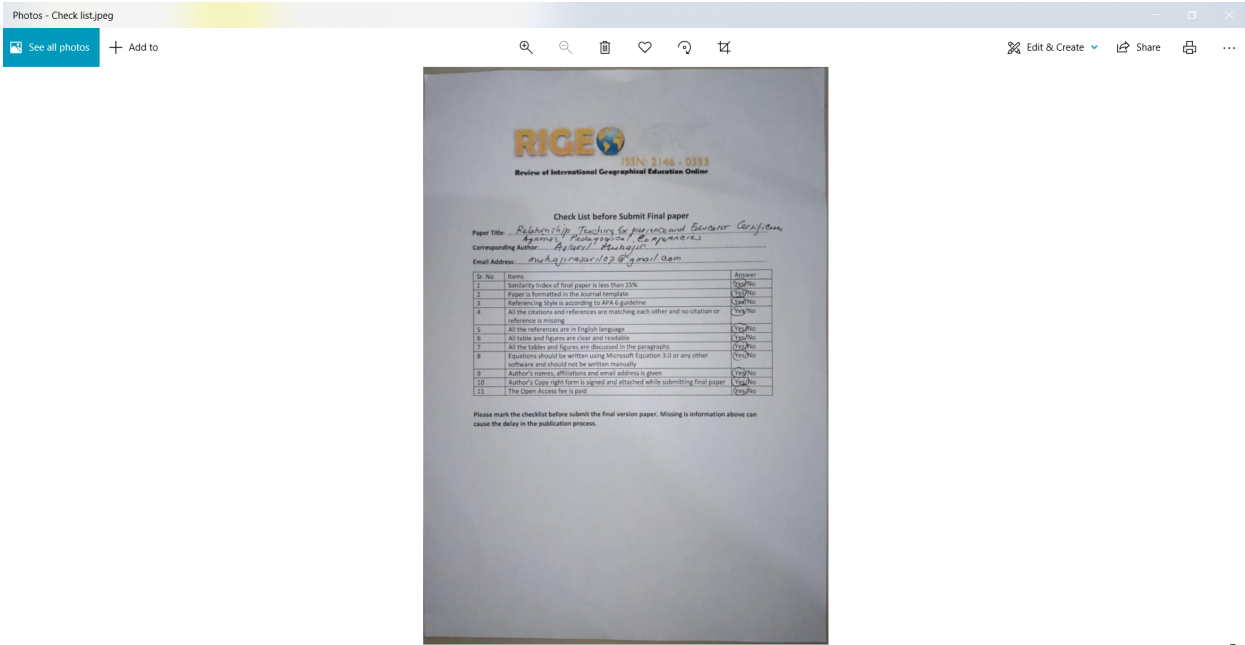 Photos - Check list.jpeg
See all photos
Add to
Edit & Create
Share
RIGEO
ISSN: 2146 - 0353
Review of International Geographical Education Online
Check List before Submit Final paper
Paper Title: Relationship Teaching Experience and Educator Certificates
Against Pedagogical Competencies
Corresponding Author: Muhajir
Email Address:
Sr. No Items Answer
1 Similarity Index of final paper is less than 15% Yes/No
2 Paper is formatted in the Journal template Yes/No
3 Referencing Style is according to APA 6 guideline Yes/No
4 All the citations and references are matching each other and no citation or Yes/No
reference is missing
5 All the references are in English language Yes/No
6 All table and figures are clear and readable Yes/No
7 All the tables and figures are discussed in the paragraphs Yes/No
8 Equations should be written using Microsoft Equation 3.0 or any other Yes/No
software and should not be written manually
9 Author's names, affiliations and email address is given Yes/No
10 Author's Copy right form is signed and attached while submitting final paper Yes/No
11 The Open Access fee is paid Yes/No
Please mark the checklist before submit the final version paper. Missing is information above can
cause the delay in the publication process.